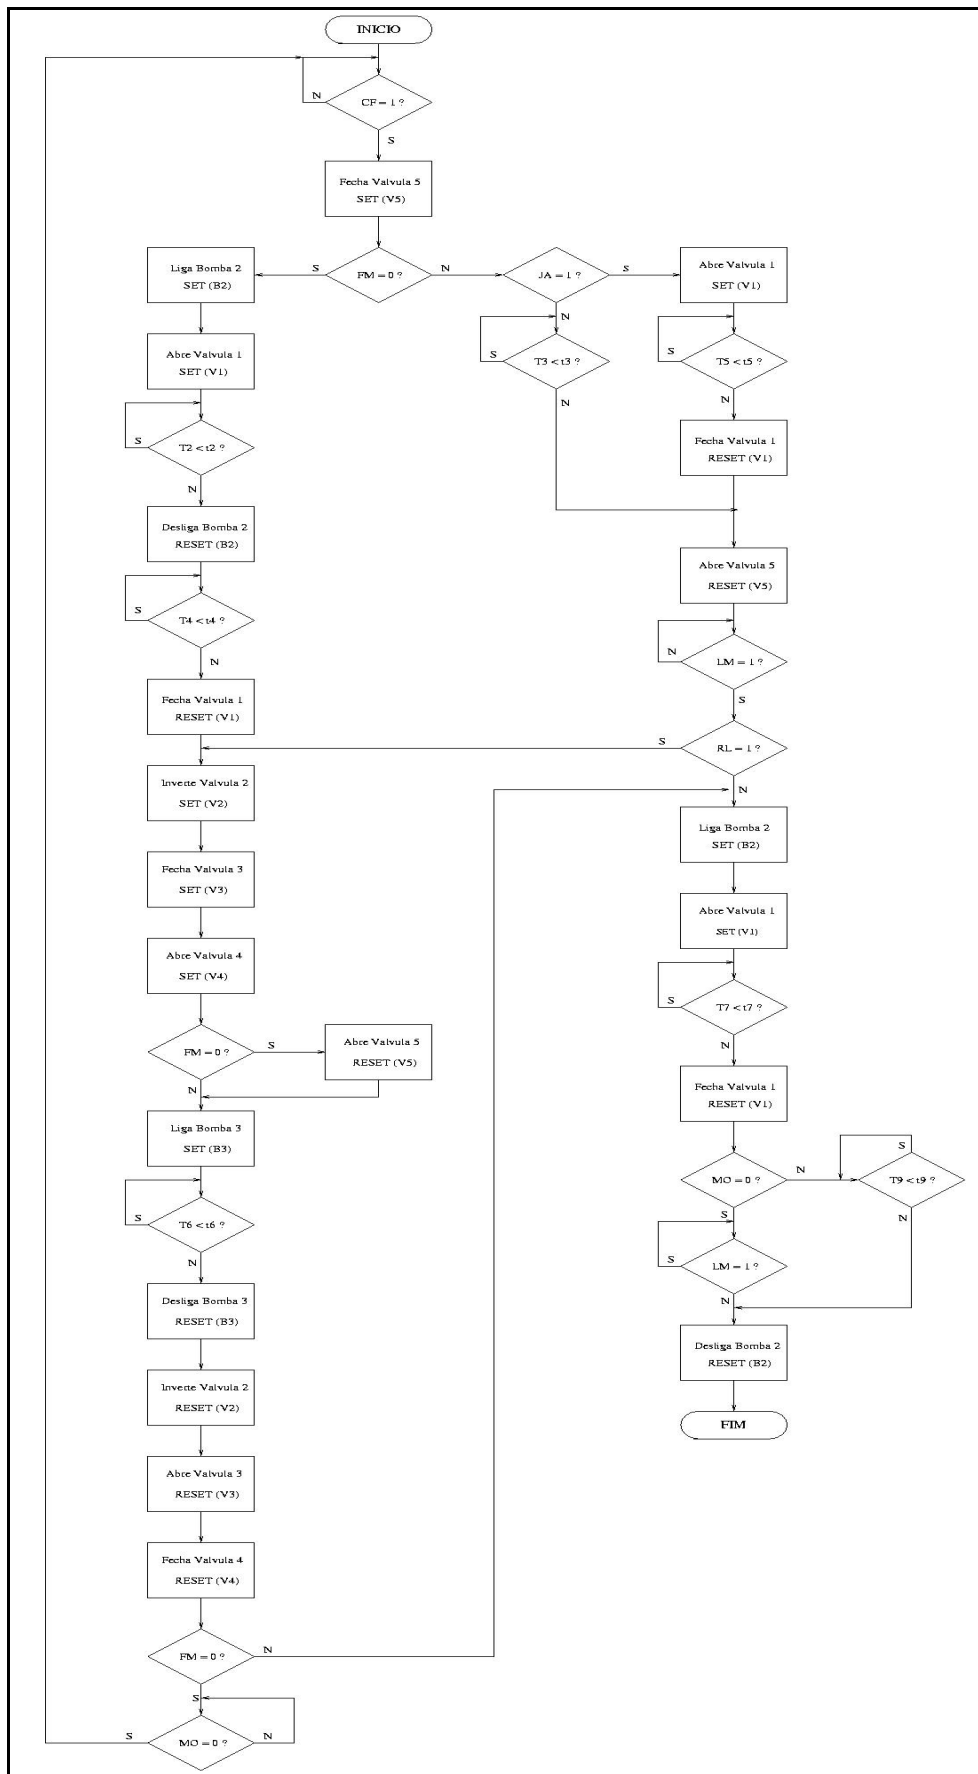 INICIO
N
CF = 1 ?
S
Fecha Valvula 5
SET (V5)
Liga Bomba 2
SET (B2)
S
FM = 0 ?
N
JA = 1 ?
S
Abre Valvula 1
SET (V1)
N
Abre Valvula 1
SET (V1)
S
T3 < t3 ?
N
S
T5 < t5 ?
N
S
T2 < t2 ?
N
Fecha Valvula 1
RESET (V1)
Desliga Bomba 2
RESET (B2)
Abre Valvula 5
RESET (V5)
S
T4 < t4 ?
N
N
LM = 1 ?
S
Fecha Valvula 1
RESET (V1)
S
RL = 1 ?
N
Inverte Valvula 2
SET (V2)
Liga Bomba 2
SET (B2)
Fecha Valvula 3
SET (V3)
Abre Valvula 1
SET (V1)
Abre Valvula 4
SET (V4)
S
T7 < t7 ?
N
FM = 0 ?
S
N
Abre Valvula 5
RESET (V5)
Fecha Valvula 1
RESET (V1)
Liga Bomba 3
SET (B3)
MO = 0 ?
N
S
S
T9 < t9 ?
N
S
T6 < t6 ?
N
S
LM = 1 ?
N
Desliga Bomba 3
RESET (B3)
Desliga Bomba 2
RESET (B2)
Inverte Valvula 2
RESET (V2)
FIM
Abre Valvula 3
RESET (V3)
Fecha Valvula 4
RESET (V4)
FM = 0 ?
N
S
S
MO = 0 ?
N